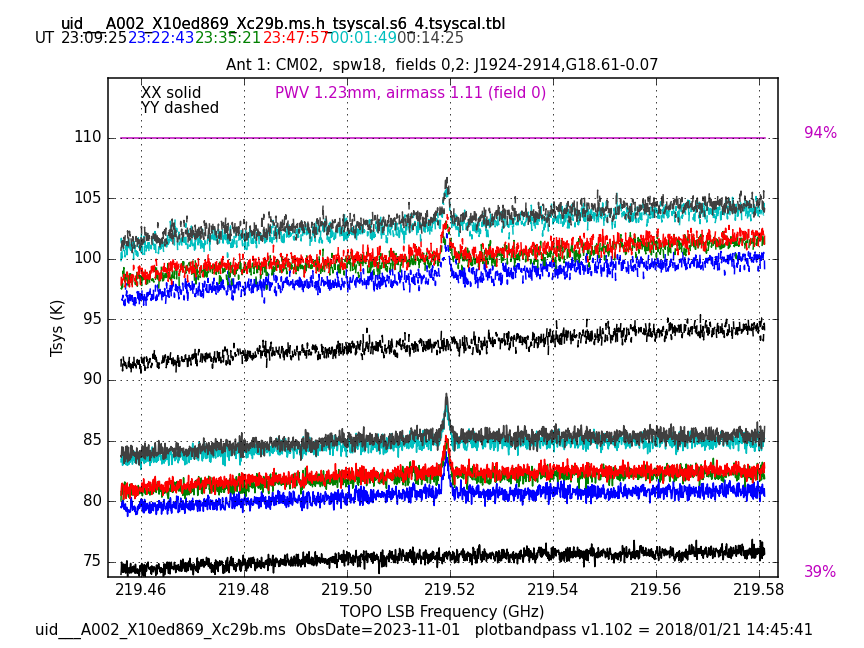 uid___A002_X10ed869_Xc29b.ms.h_tsyscal.s6_4.tsyscal.tbl
UT 23:09:25 23:22:43 23:35:21 23:47:57 00:01:49 00:14:25
Ant 1: CM02,  spw18,  fields 0,2: J1924-2914,G18.61-0.07
XX solid
PWV 1.23mm, airmass 1.11 (field 0)
YY dashed
94%
110
105
100
95
90
85
80
75
Tsys (K)
39%
219.46 219.48 219.50 219.52 219.54 219.56 219.58
TOPO LSB Frequency (GHz)
uid___A002_X10ed869_Xc29b.ms  ObsDate=2023-11-01   plotbandpass v1.102 = 2018/01/21 14:45:41